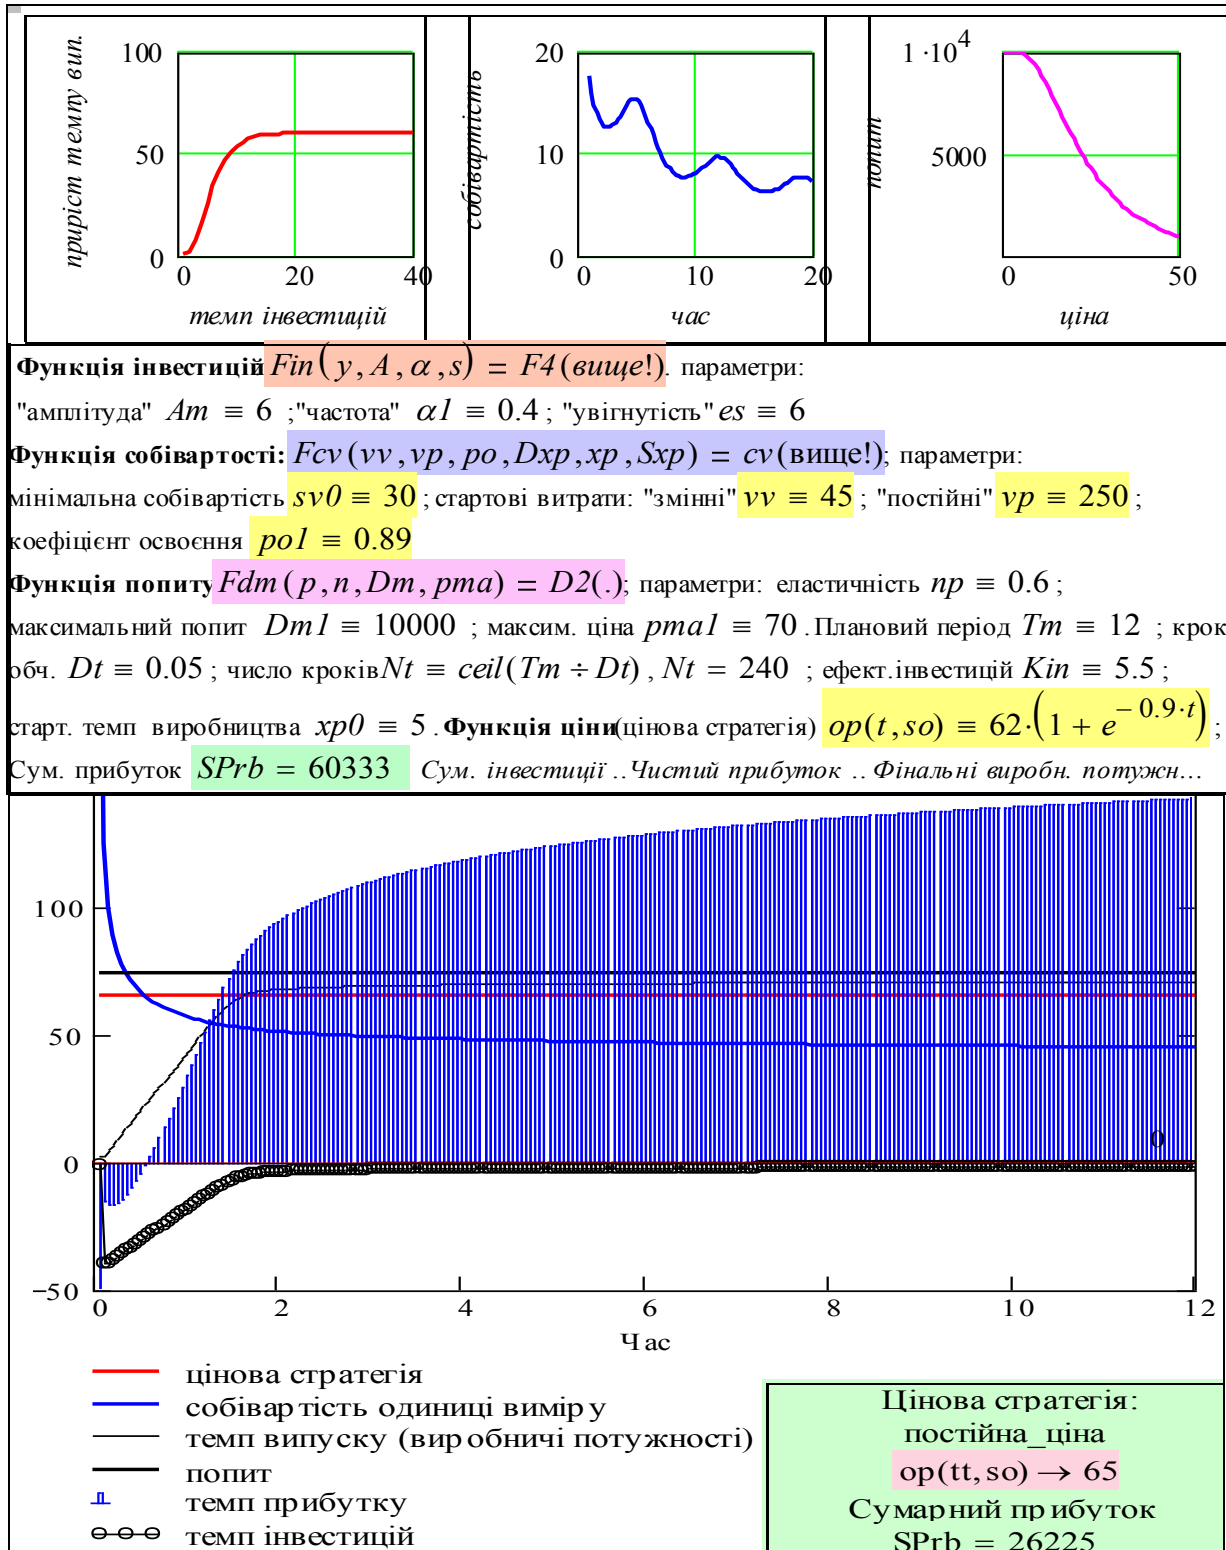 приріст темпу вип.
100
50
0
0 20 40
темп інвестицій
собівартість
20
10
0
0 10 20
час
попит
1·10^4
5000
0 50
ціна
Функція інвестицій Fin(y, A, α, s) = F4(вище!). параметри:
"амплітуда" Am ≡ 6 ;"частота" α1 ≡ 0.4 ; "увігнутість" es ≡ 6
Функція собівартості: Fcv(vv, vp, po, Dxp, xp, Sxp) = cv(вище!); параметри:
мінімальна собівартість sv0 ≡ 30 ; стартові витрати: "змінні" vv ≡ 45 ; "постійні" vp ≡ 250 ;
коефіцієнт освоєння po1 ≡ 0.89
Функція попиту Fdm(p, n, Dm, pma) = D2(.); параметри: еластичність np ≡ 0.6 ;
максимальний попит Dm1 ≡ 10000 ; максим. ціна pma1 ≡ 70 .Плановий період Tm ≡ 12 ; крок
обч. Dt ≡ 0.05 ; число кроків Nt ≡ ceil(Tm ÷ Dt) , Nt = 240 ; ефект.інвестицій Kin ≡ 5.5 ;
старт. темп виробництва xp0 ≡ 5 . Функція ціни(цінова стратегія) op(t, so) ≡ 62·(1 + e^−0.9·t) ;
Сум. прибуток SPrb = 60333 Сум. інвестиції ..Чистий прибуток .. Фінальні виробн. потужн...
100
50
0
−50
0
0 2 4 6 8 10 12
Час
цінова стратегія
собівартість одиниці виміру
темп випуску (виробничі потужності)
попит
темп прибутку
темп інвестицій
Цінова стратегія:
постійна_ціна
op(tt, so) → 65
Сумарний прибуток
SPrb = 26225